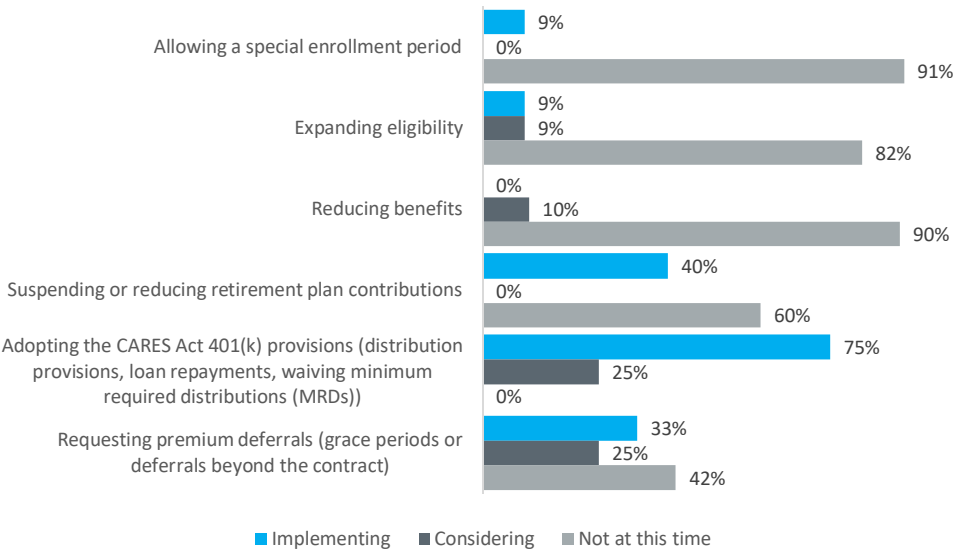 9%
Allowing a special enrollment period
0%
91%
9%
Expanding eligibility
9%
82%
0%
Reducing benefits
10%
90%
40%
Suspending or reducing retirement plan contributions
0%
60%
Adopting the CARES Act 401(k) provisions (distribution
provisions, loan repayments, waiving minimum
required distributions (MRDs))
75%
25%
0%
Requesting premium deferrals (grace periods or
deferrals beyond the contract)
33%
25%
42%
Implementing Considering Not at this time